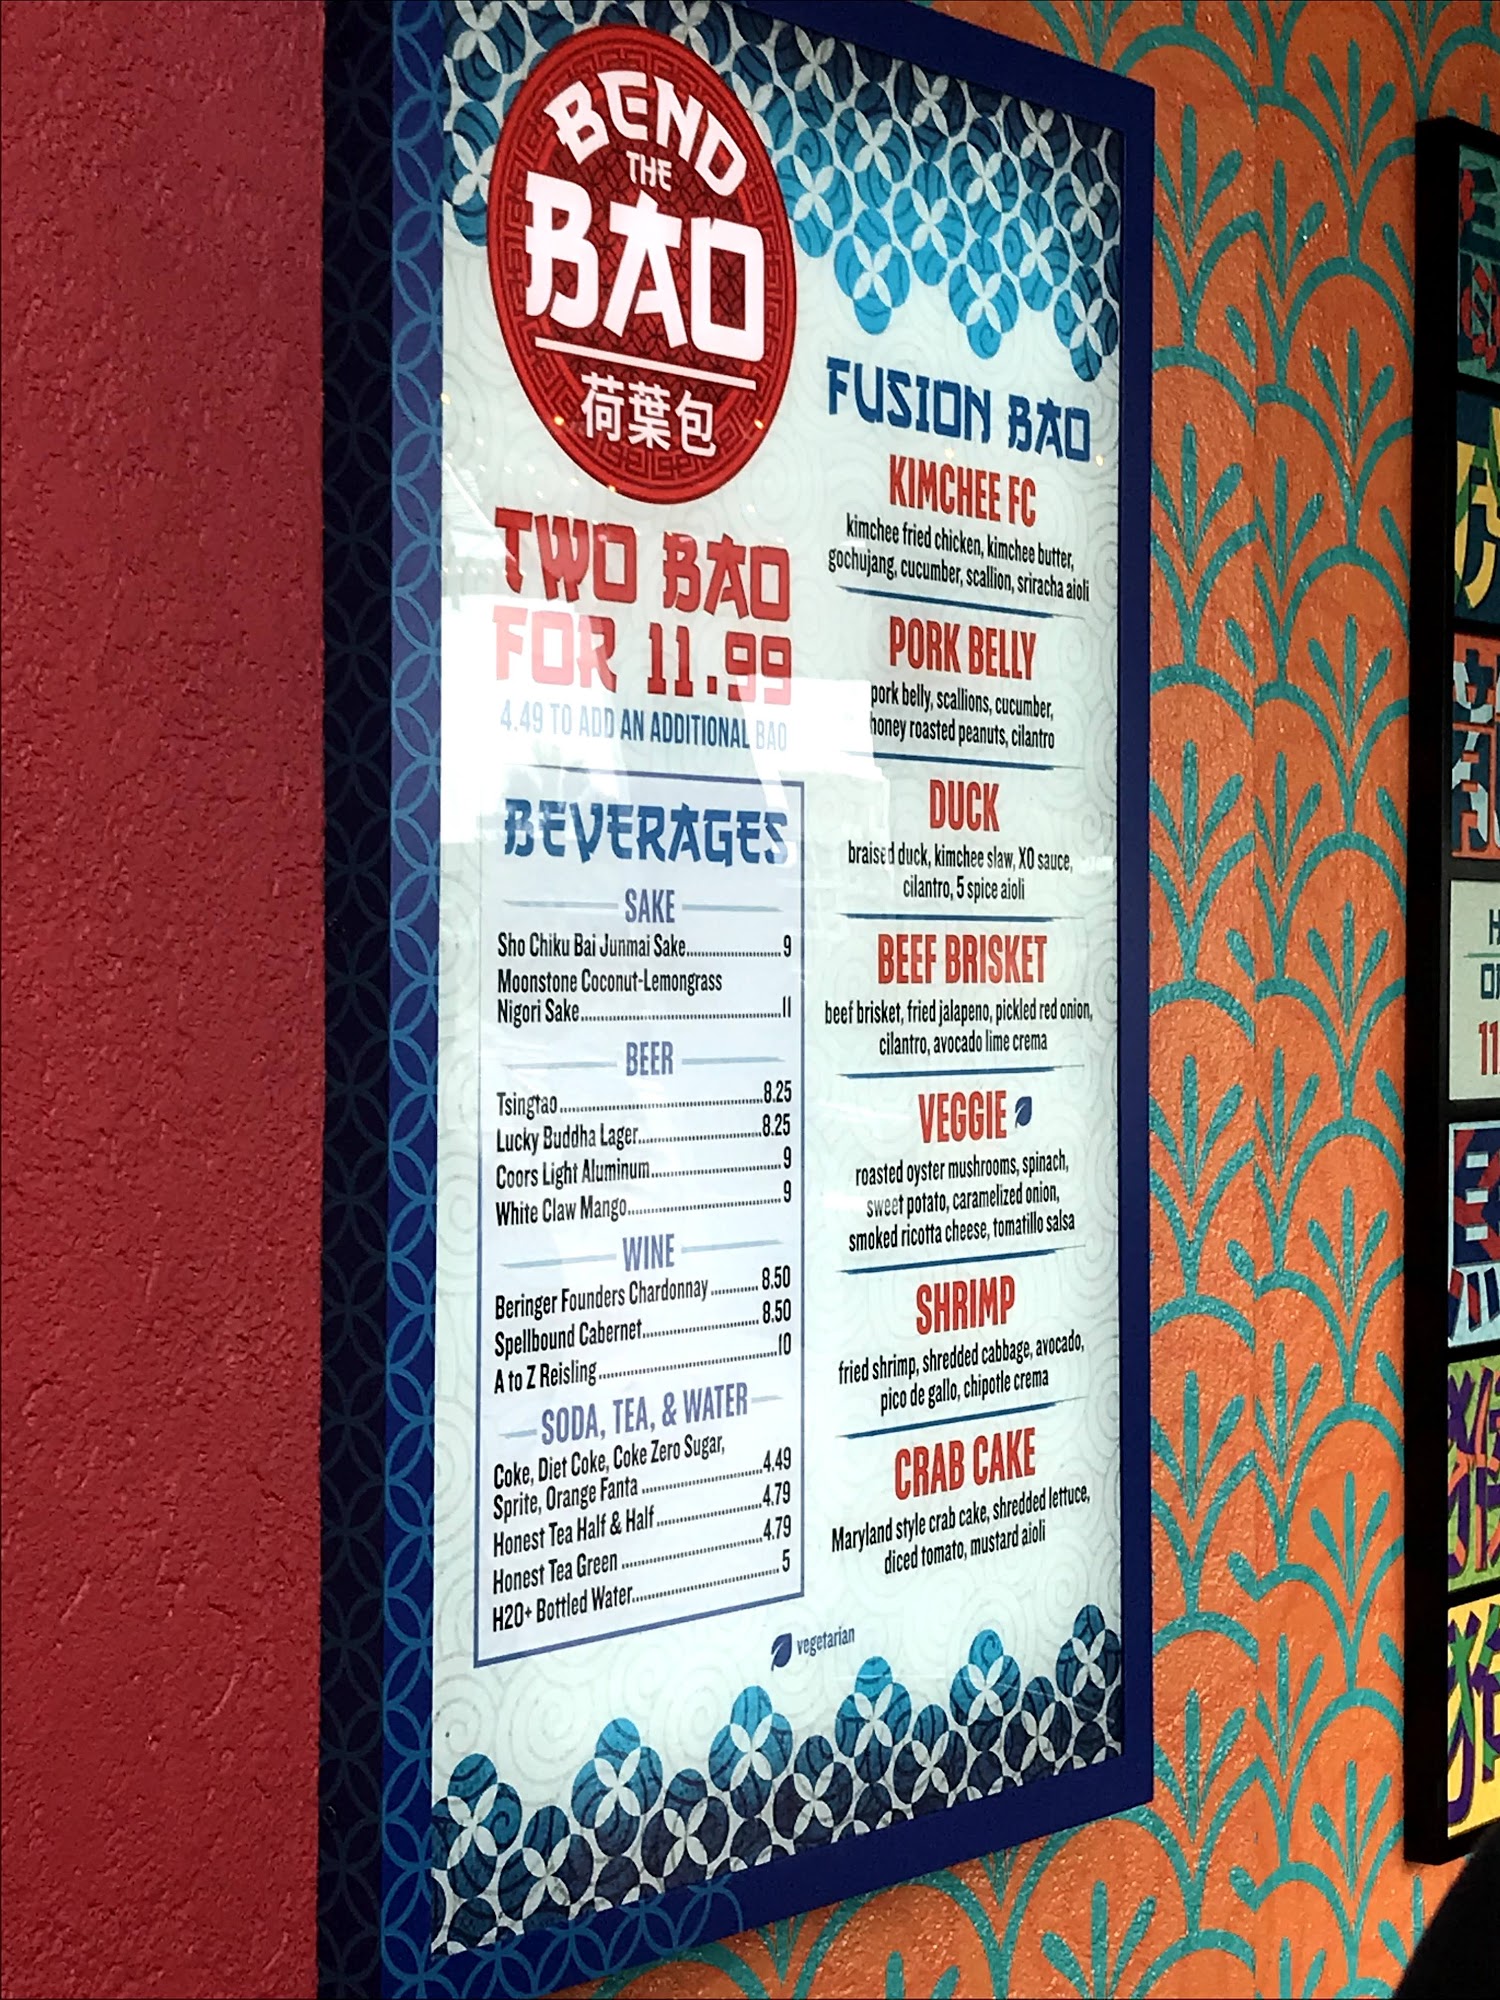 BEND
THE
BAO
荷葉包
TWO BAO
FOR 11.99
4.49 TO ADD AN ADDITIONAL BAO
BEVERAGES
SAKE
Sho Chiku Bai Junmai Sake..............................9
Moonstone Coconut-Lemongrass
Nigori Sake..............................11
BEER
Tsingtao..............................8.25
Lucky Buddha Lager..............................8.25
Coors Light Aluminum..............................9
White Claw Mango..............................9
WINE
Beringer Founders Chardonnay............8.50
Spellbound Cabernet..............................8.50
A to Z Reisling..............................10
SODA, TEA, & WATER
Coke, Diet Coke, Coke Zero Sugar,
Sprite, Orange Fanta..............................4.49
Honest Tea Half & Half..............................4.79
Honest Tea Green..............................4.79
H2O+ Bottled Water..............................5
FUSION BAO
KIMCHEE FC
kimchee fried chicken, kimchee butter,
gochujang, cucumber, scallion, sriracha aioli
PORK BELLY
pork belly, scallions, cucumber,
honey roasted peanuts, cilantro
DUCK
braised duck, kimchee slaw, XO sauce,
cilantro, 5 spice aioli
BEEF BRISKET
beef brisket, fried jalapeno, pickled red onion,
cilantro, avocado lime crema
VEGGIE
roasted oyster mushrooms, spinach,
sweet potato, caramelized onion,
smoked ricotta cheese, tomatillo salsa
SHRIMP
fried shrimp, shredded cabbage, avocado,
pico de gallo, chipotle crema
CRAB CAKE
Maryland style crab cake, shredded lettuce,
diced tomato, mustard aioli
vegetarian